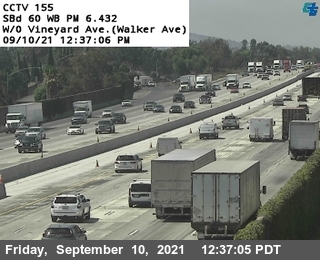 CCTV 155
SBd 60 WB PM 6.432
W/O Vineyard Ave.(Walker Ave)
09/10/21 12:37:06 PM
Friday, September 10, 2021 12:37:05 PDT